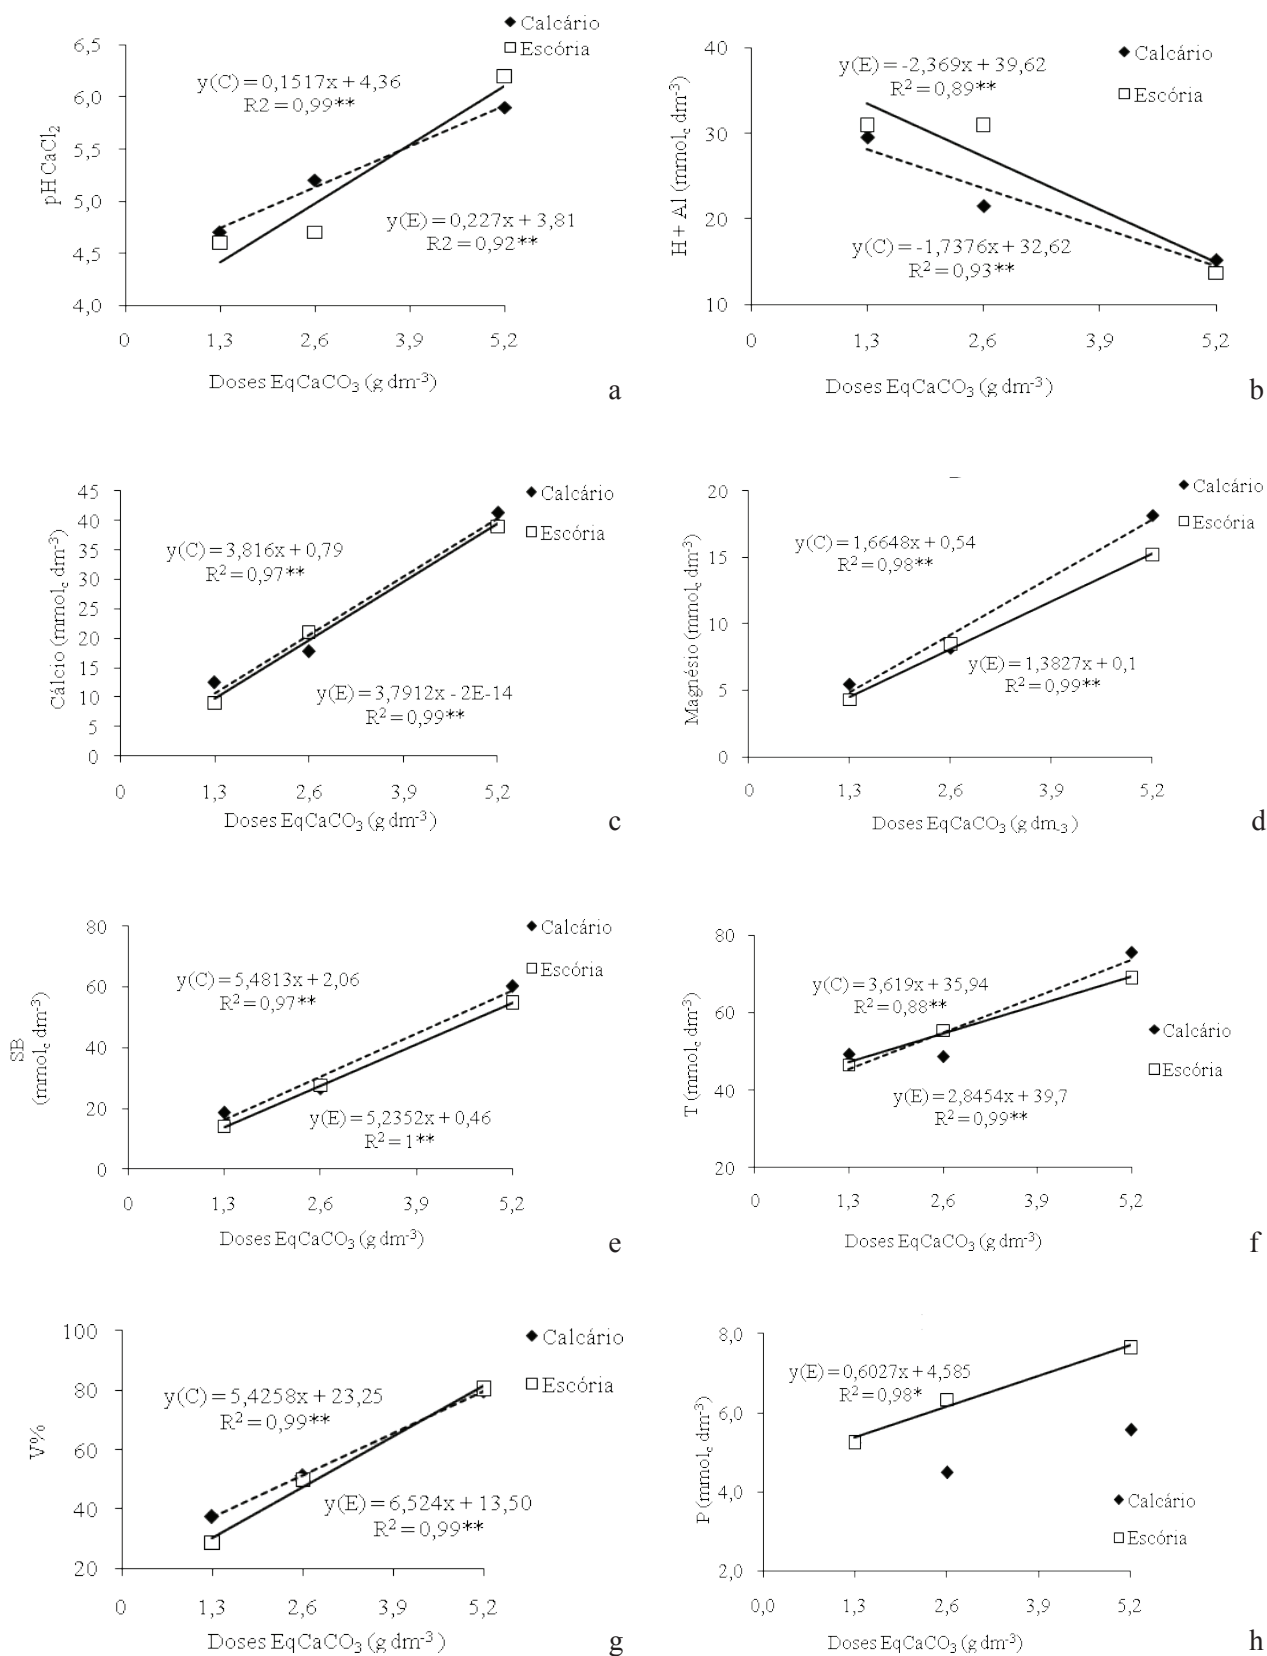 ◆ Calcário
□ Escória
6,5
6,0
5,5
5,0
4,5
4,0
pH CaCl₂
y(C) = 0,1517x + 4,36
R2 = 0,99**
y(E) = 0,227x + 3,81
R2 = 0,92**
0 1,3 2,6 3,9 5,2
Doses EqCaCO₃ (g dm⁻³)
a
40
30
20
10
H + Al (mmol꜀ dm⁻³)
y(E) = -2,369x + 39,62
R² = 0,89**
◆ Calcário
□ Escória
y(C) = -1,7376x + 32,62
R² = 0,93**
0 1,3 2,6 3,9 5,2
Doses EqCaCO₃ (g dm⁻³)
b
45
40
35
30
25
20
15
10
5
0
Cálcio (mmol꜀ dm⁻³)
◆ Calcário
□ Escória
y(C) = 3,816x + 0,79
R² = 0,97**
y(E) = 3,7912x - 2E-14
R² = 0,99**
0 1,3 2,6 3,9 5,2
Doses EqCaCO₃ (g dm⁻³)
c
20
15
10
5
0
Magnésio (mmol꜀ dm⁻³)
◆ Calcário
□ Escória
y(C) = 1,6648x + 0,54
R² = 0,98**
y(E) = 1,3827x + 0,1
R² = 0,99**
0 1,3 2,6 3,9 5,2
Doses EqCaCO₃ (g dm₋₃)
d
80
60
40
20
0
SB
(mmol꜀ dm⁻³)
◆ Calcário
□ Escória
y(C) = 5,4813x + 2,06
R² = 0,97**
y(E) = 5,2352x + 0,46
R² = 1**
0 1,3 2,6 3,9 5,2
Doses EqCaCO₃ (g dm⁻³)
e
80
60
40
20
T (mmol꜀ dm⁻³)
y(C) = 3,619x + 35,94
R² = 0,88**
◆ Calcário
□ Escória
y(E) = 2,8454x + 39,7
R² = 0,99**
0 1,3 2,6 3,9 5,2
Doses EqCaCO₃ (g dm⁻³)
f
100
80
60
40
20
V%
◆ Calcário
□ Escória
y(C) = 5,4258x + 23,25
R² = 0,99**
y(E) = 6,524x + 13,50
R² = 0,99**
0 1,3 2,6 3,9 5,2
Doses EqCaCO₃ (g dm⁻³)
g
8,0
6,0
4,0
2,0
P (mmol꜀ dm⁻³)
y(E) = 0,6027x + 4,585
R² = 0,98*
◆ Calcário
□ Escória
0,0 1,3 2,6 3,9 5,2
Doses EqCaCO₃ (g dm⁻³)
h